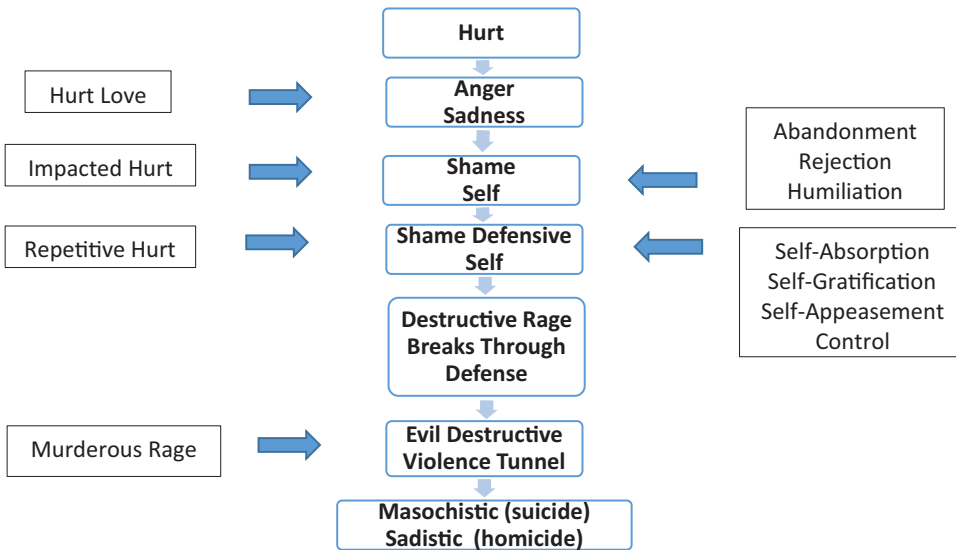 Hurt
Hurt Love
Anger
Sadness
Impacted Hurt
Shame
Self
Abandonment
Rejection
Humiliation
Repetitive Hurt
Shame Defensive
Self
Self-Absorption
Self-Gratification
Self-Appeasement
Control
Destructive Rage
Breaks Through
Defense
Murderous Rage
Evil Destructive
Violence Tunnel
Masochistic (suicide)
Sadistic (homicide)